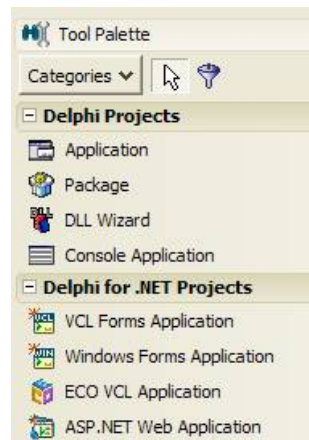 Tool Palette
Categories
Delphi Projects
Application
Package
DLL Wizard
Console Application
Delphi for .NET Projects
VCL Forms Application
Windows Forms Application
ECO VCL Application
ASP.NET Web Application